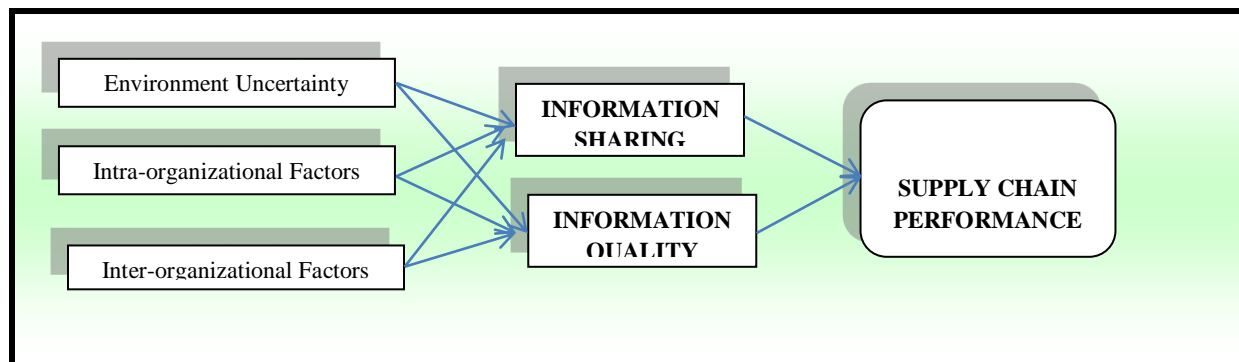 Environment Uncertainty
Intra-organizational Factors
Inter-organizational Factors
INFORMATION
SHARING
INFORMATION
QUALITY
SUPPLY CHAIN
PERFORMANCE